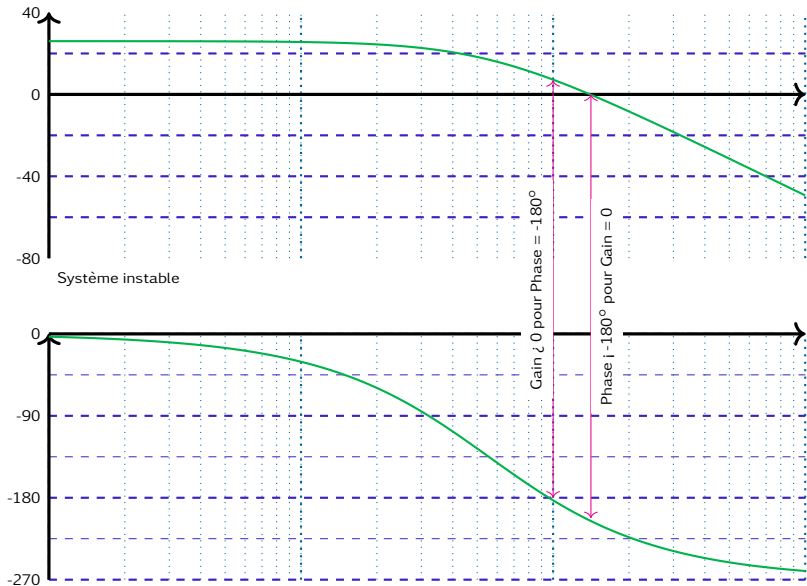 40
0
-40
-80
Système instable
Gain ¿ 0 pour Phase = -180°
Phase ¡ -180° pour Gain = 0
0
-90
-180
-270